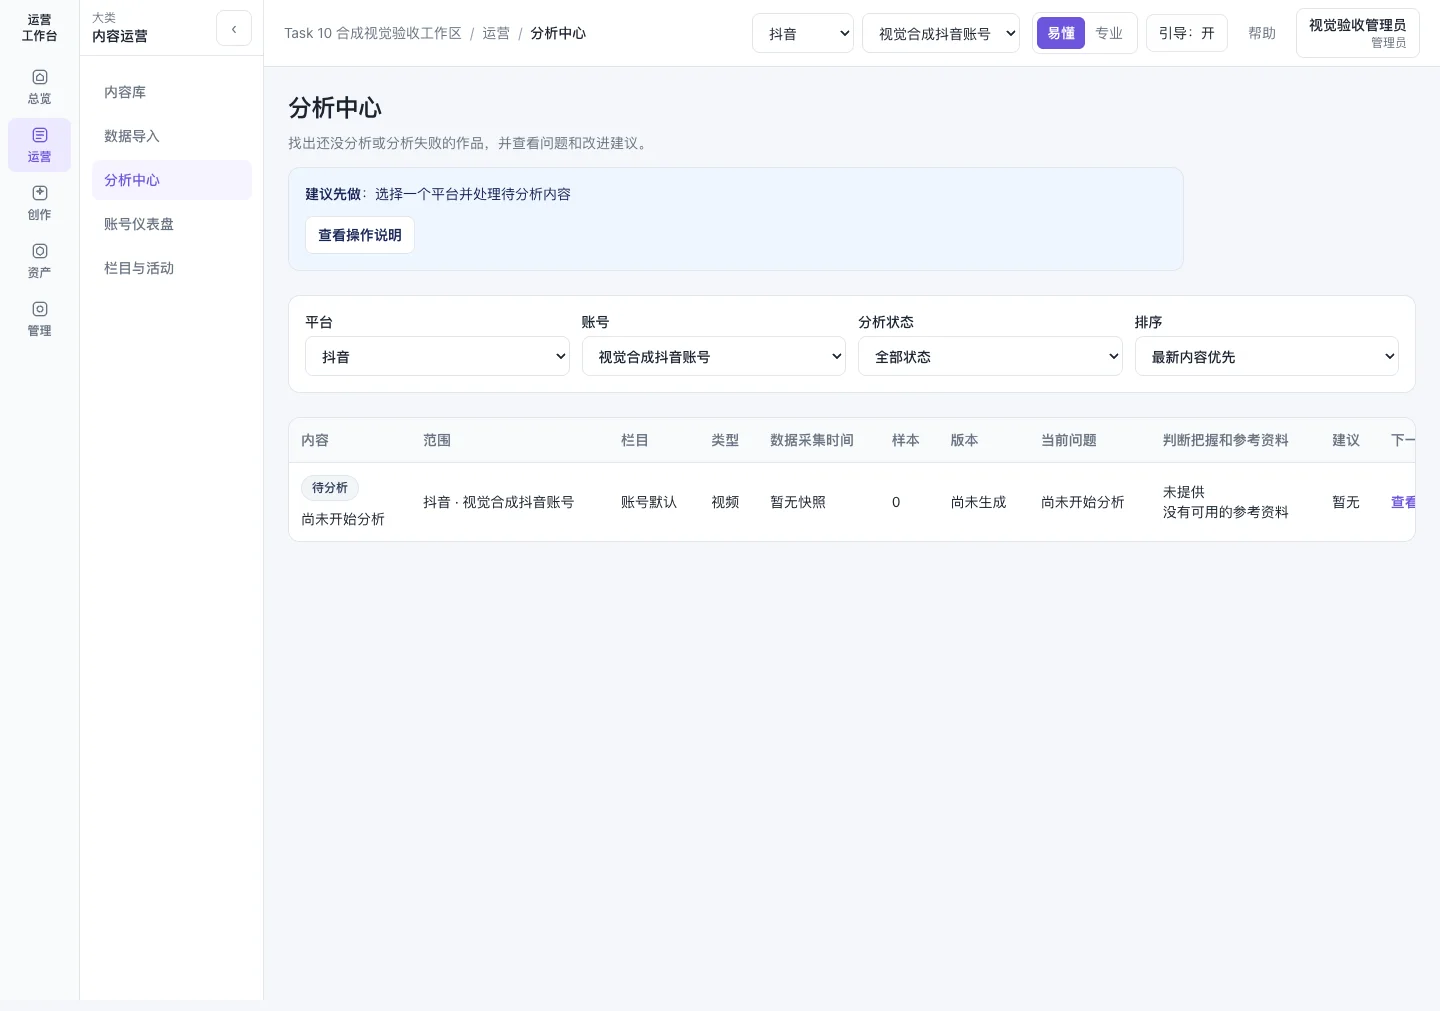 运营
工作台
总览
运营
创作
资产
管理
大类
内容运营
‹
内容库
数据导入
分析中心
账号仪表盘
栏目与活动
Task 10 合成视觉验收工作区 / 运营 / 分析中心
抖音
视觉合成抖音账号
易懂 专业
引导：开
帮助
视觉验收管理员
管理员
分析中心
找出还没分析或分析失败的作品，并查看问题和改进建议。
建议先做：选择一个平台并处理待分析内容
查看操作说明
平台 账号 分析状态 排序
抖音 视觉合成抖音账号 全部状态 最新内容优先
内容 范围 栏目 类型 数据采集时间 样本 版本 当前问题 判断把握和参考资料 建议 下一
待分析
尚未开始分析
抖音 · 视觉合成抖音账号 账号默认 视频 暂无快照 0 尚未生成 尚未开始分析
未提供
没有可用的参考资料
暂无 查看